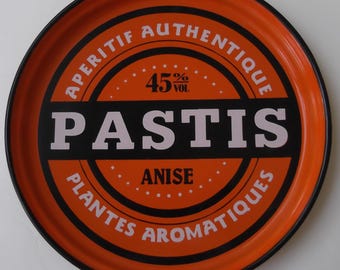 APERITIF AUTHENTIQUE
45% VOL
PASTIS
ANISE
PLANTES AROMATIQUES